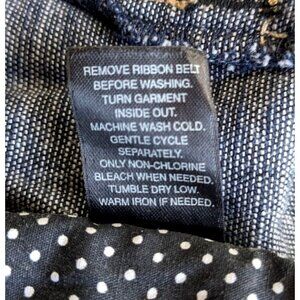 REMOVE RIBBON BELT
BEFORE WASHING.
TURN GARMENT
INSIDE OUT.
MACHINE WASH COLD.
GENTLE CYCLE
SEPARATELY.
ONLY NON-CHLORINE
BLEACH WHEN NEEDED.
TUMBLE DRY LOW.
WARM IRON IF NEEDED.